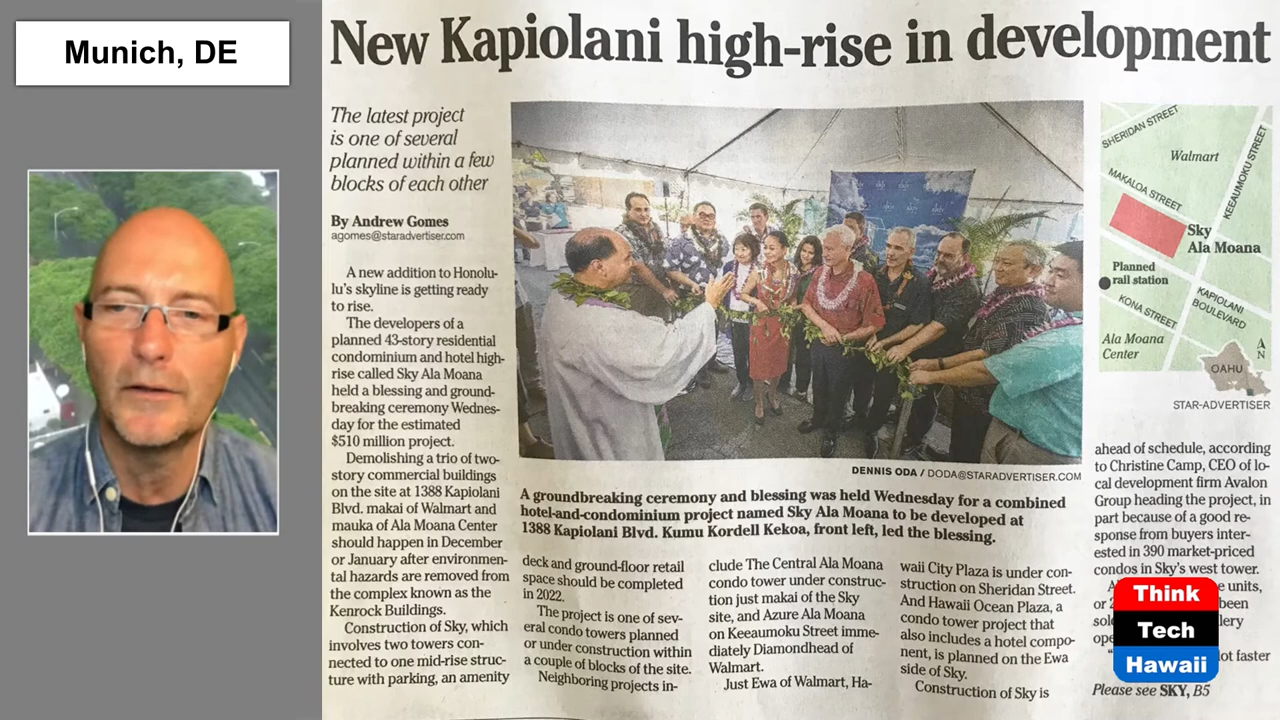 Munich, DE
New Kapiolani high-rise in development
The latest project
is one of several
planned within a few
blocks of each other
By Andrew Gomes
agomes@staradvertiser.com
A new addition to Honolu-
lu's skyline is getting ready
to rise.
The developers of a
planned 43-story residential
condominium and hotel high-
rise called Sky Ala Moana
held a blessing and ground-
breaking ceremony Wednes-
day for the estimated
$510 million project.
Demolishing a trio of two-
story commercial buildings
on the site at 1388 Kapiolani
Blvd. makai of Walmart and
mauka of Ala Moana Center
should happen in December
or January after environmen-
tal hazards are removed from
the complex known as the
Kenrock Buildings.
Construction of Sky, which
involves two towers con-
nected to one mid-rise struc-
ture with parking, an amenity
DENNIS ODA / DODA@STARADVERTISER.COM
A groundbreaking ceremony and blessing was held Wednesday for a combined
hotel-and-condominium project named Sky Ala Moana to be developed at
1388 Kapiolani Blvd. Kumu Kordell Kekoa, front left, led the blessing.
deck and ground-floor retail
space should be completed
in 2022.
The project is one of sev-
eral condo towers planned
or under construction within
a couple of blocks of the site.
Neighboring projects in-
clude The Central Ala Moana
condo tower under construc-
tion just makai of the Sky
site, and Azure Ala Moana
on Keeaumoku Street imme-
diately Diamondhead of
Walmart.
Just Ewa of Walmart, Ha-
waii City Plaza is under con-
struction on Sheridan Street.
And Hawaii Ocean Plaza, a
condo tower project that
also includes a hotel compo-
nent, is planned on the Ewa
side of Sky.
Construction of Sky is
SHERIDAN STREET
Walmart
KEEAUMOKU STREET
MAKALOA STREET
Sky
Ala Moana
Planned
rail station
KAPIOLANI
BOULEVARD
KONA STREET
Ala Moana
Center
N
OAHU
STAR-ADVERTISER
ahead of schedule, according
to Christine Camp, CEO of lo-
cal development firm Avalon
Group heading the project, in
part because of a good re-
sponse from buyers inter-
ested in 390 market-priced
condos in Sky's west tower.
units,
or been
ope
lot faster
Please see SKY, B5
Think
Tech
Hawaii